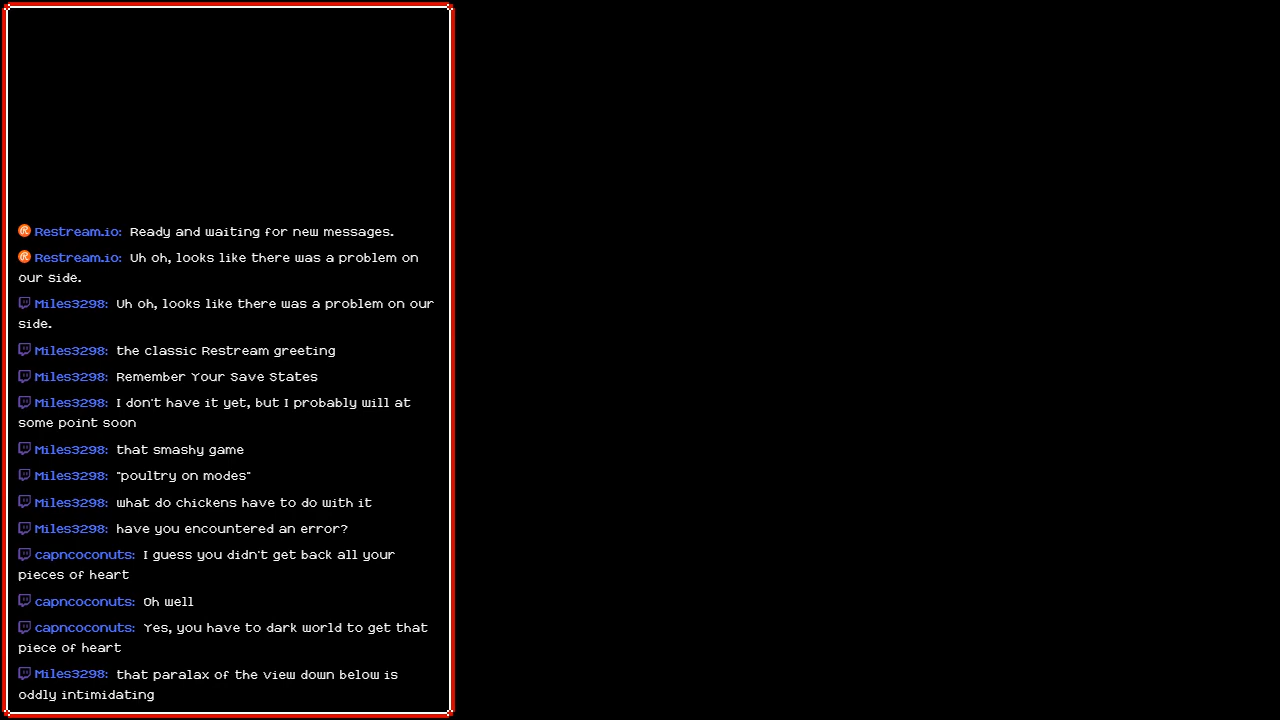 Restream.io: Ready and waiting for new messages.
Restream.io: Uh oh, looks like there was a problem on
our side.
Miles3298: Uh oh, looks like there was a problem on our
side.
Miles3298: the classic Restream greeting
Miles3298: Remember Your Save States
Miles3298: I don't have it yet, but I probably will at
some point soon
Miles3298: that smashy game
Miles3298: "poultry on modes"
Miles3298: what do chickens have to do with it
Miles3298: have you encountered an error?
capncoconuts: I guess you didn't get back all your
pieces of heart
capncoconuts: Oh well
capncoconuts: Yes, you have to dark world to get that
piece of heart
Miles3298: that paralax of the view down below is
oddly intimidating